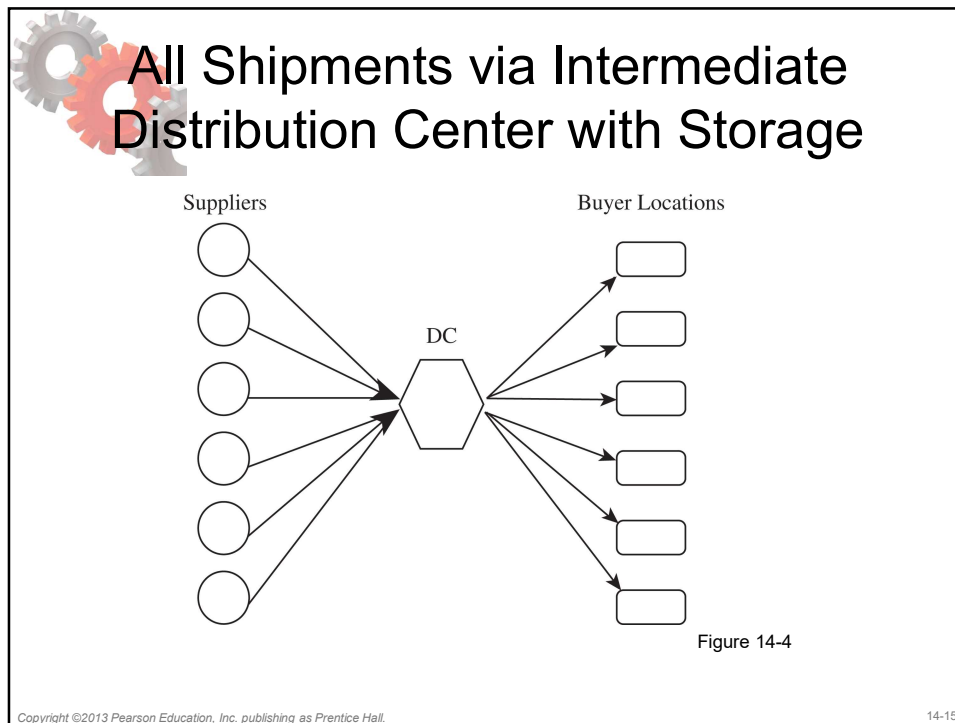 All Shipments via Intermediate
Distribution Center with Storage
Suppliers
Buyer Locations
DC
Figure 14-4
Copyright ©2013 Pearson Education, Inc. publishing as Prentice Hall.
14-15